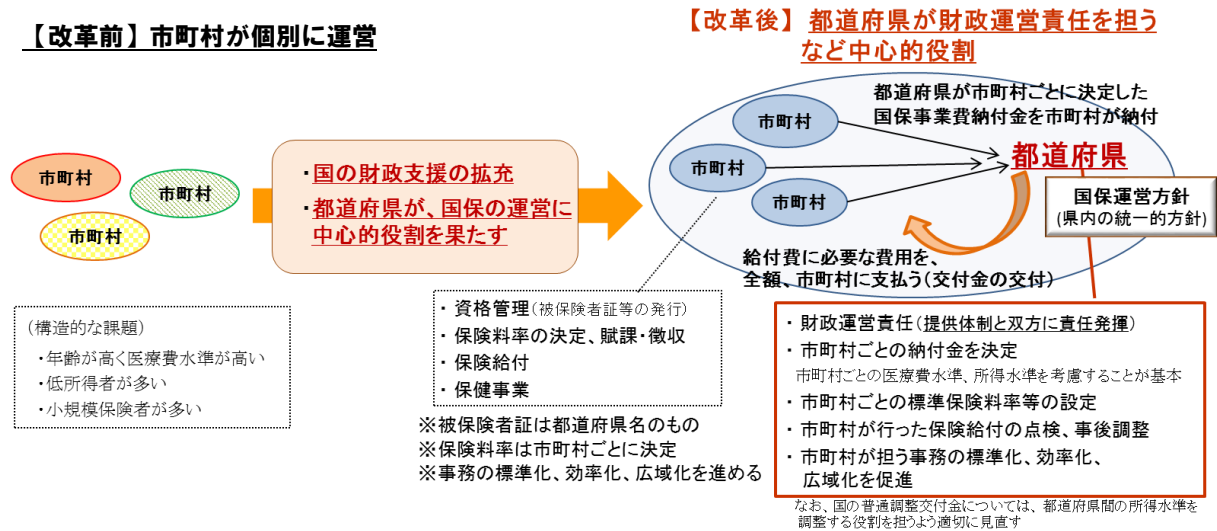 【改革前】市町村が個別に運営
市町村
市町村
市町村
(構造的な課題)
・年齢が高く医療費水準が高い
・低所得者が多い
・小規模保険者が多い
・国の財政支援の拡充
・都道府県が、国保の運営に
中心的役割を果たす
【改革後】都道府県が財政運営責任を担う
など中心的役割
都道府県が市町村ごとに決定した
国保事業費納付金を市町村が納付
市町村
市町村
市町村
都道府県
国保運営方針
(県内の統一的方針)
給付費に必要な費用を、
全額、市町村に支払う(交付金の交付)
・資格管理(被保険者証等の発行)
・保険料率の決定、賦課・徴収
・保険給付
・保健事業
※被保険者証は都道府県名のもの
※保険料率は市町村ごとに決定
※事務の標準化、効率化、広域化を進める
・財政運営責任(提供体制と双方に責任発揮)
・市町村ごとの納付金を決定
市町村ごとの医療費水準、所得水準を考慮することが基本
・市町村ごとの標準保険料率等の設定
・市町村が行った保険給付の点検、事後調整
・市町村が担う事務の標準化、効率化、
広域化を促進
なお、国の普通調整交付金については、都道府県間の所得水準を
調整する役割を担うよう適切に見直す